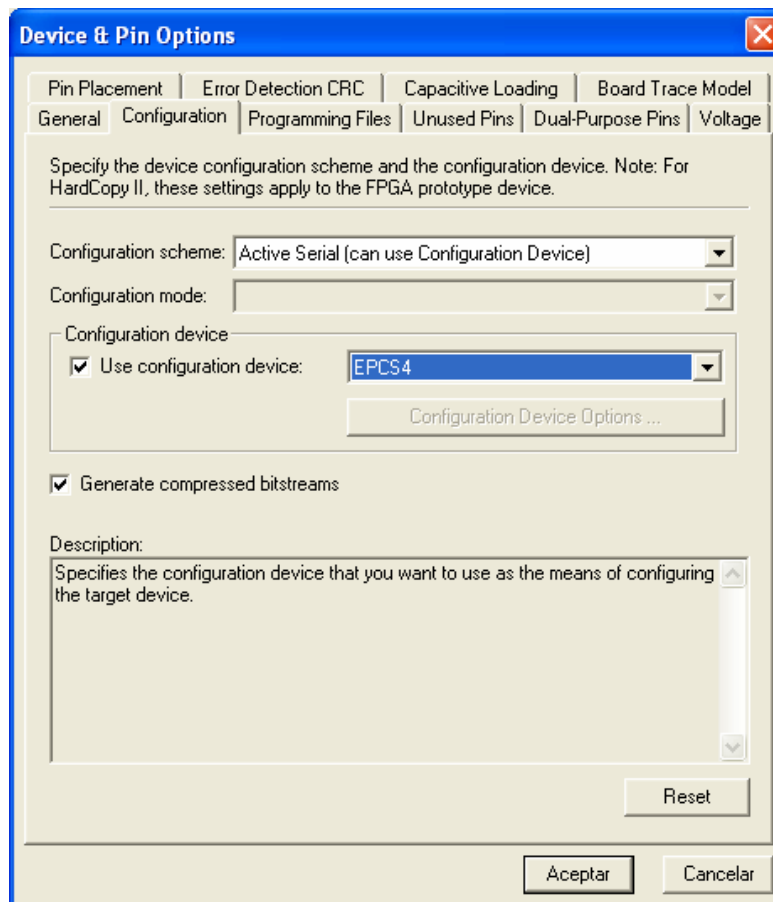 Device & Pin Options
Pin Placement Error Detection CRC Capacitive Loading Board Trace Model
General Configuration Programming Files Unused Pins Dual-Purpose Pins Voltage
Specify the device configuration scheme and the configuration device. Note: For
HardCopy II, these settings apply to the FPGA prototype device.
Configuration scheme: Active Serial (can use Configuration Device)
Configuration mode:
Configuration device
Use configuration device: EPCS4
Configuration Device Options ...
Generate compressed bitstreams
Description:
Specifies the configuration device that you want to use as the means of configuring
the target device.
Reset
Aceptar Cancelar